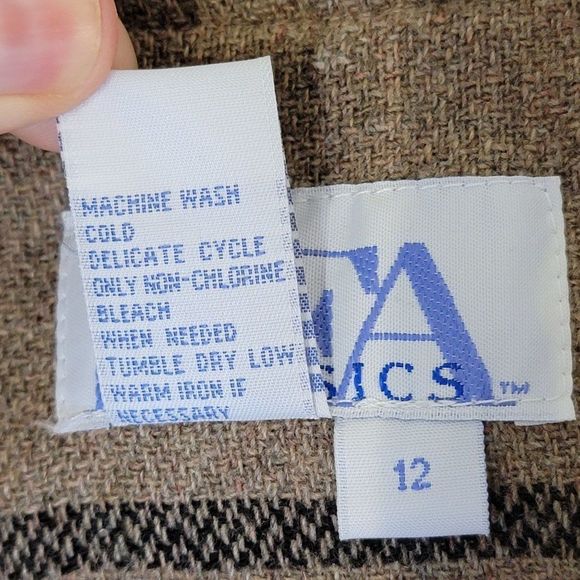 MACHINE WASH
COLD
DELICATE CYCLE
ONLY NON-CHLORINE
BLEACH
WHEN NEEDED
TUMBLE DRY LOW
WARM IRON IF
NECESSARY
A
SICS TM
12